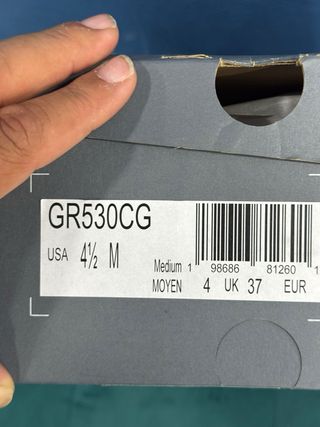 GR530CG
USA 4½ M
Medium 1 98686 81260 1
MOYEN 4 UK 37 EUR